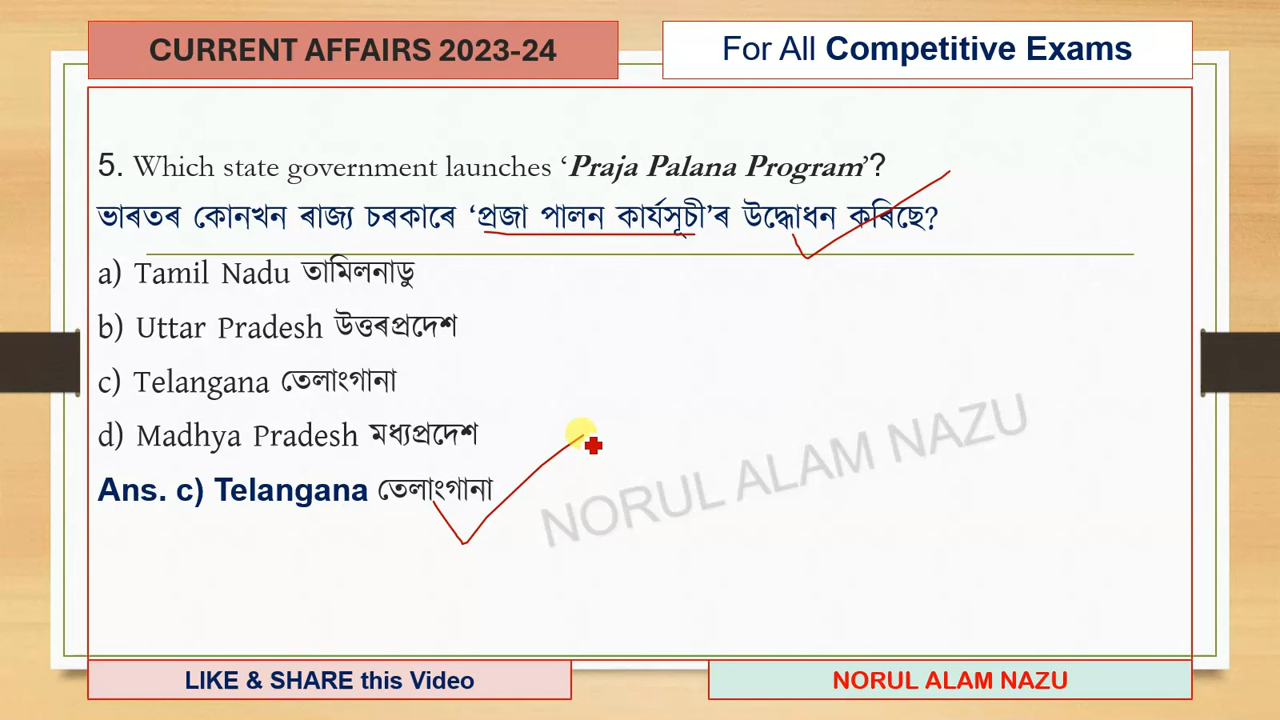 CURRENT AFFAIRS 2023-24
For All Competitive Exams
5. Which state government launches ‘Praja Palana Program’?
ভাৰতৰ কোনখন ৰাজ্য চৰকাৰে ‘প্ৰজা পালন কাৰ্যসূচী’ৰ উদ্ধোধন কৰিছে?
a) Tamil Nadu তামিলনাডু
b) Uttar Pradesh উত্তৰপ্ৰদেশ
c) Telangana তেলাংগানা
d) Madhya Pradesh মধ্যপ্ৰদেশ
Ans. c) Telangana তেলাংগানা
NORUL ALAM NAZU
LIKE & SHARE this Video
NORUL ALAM NAZU